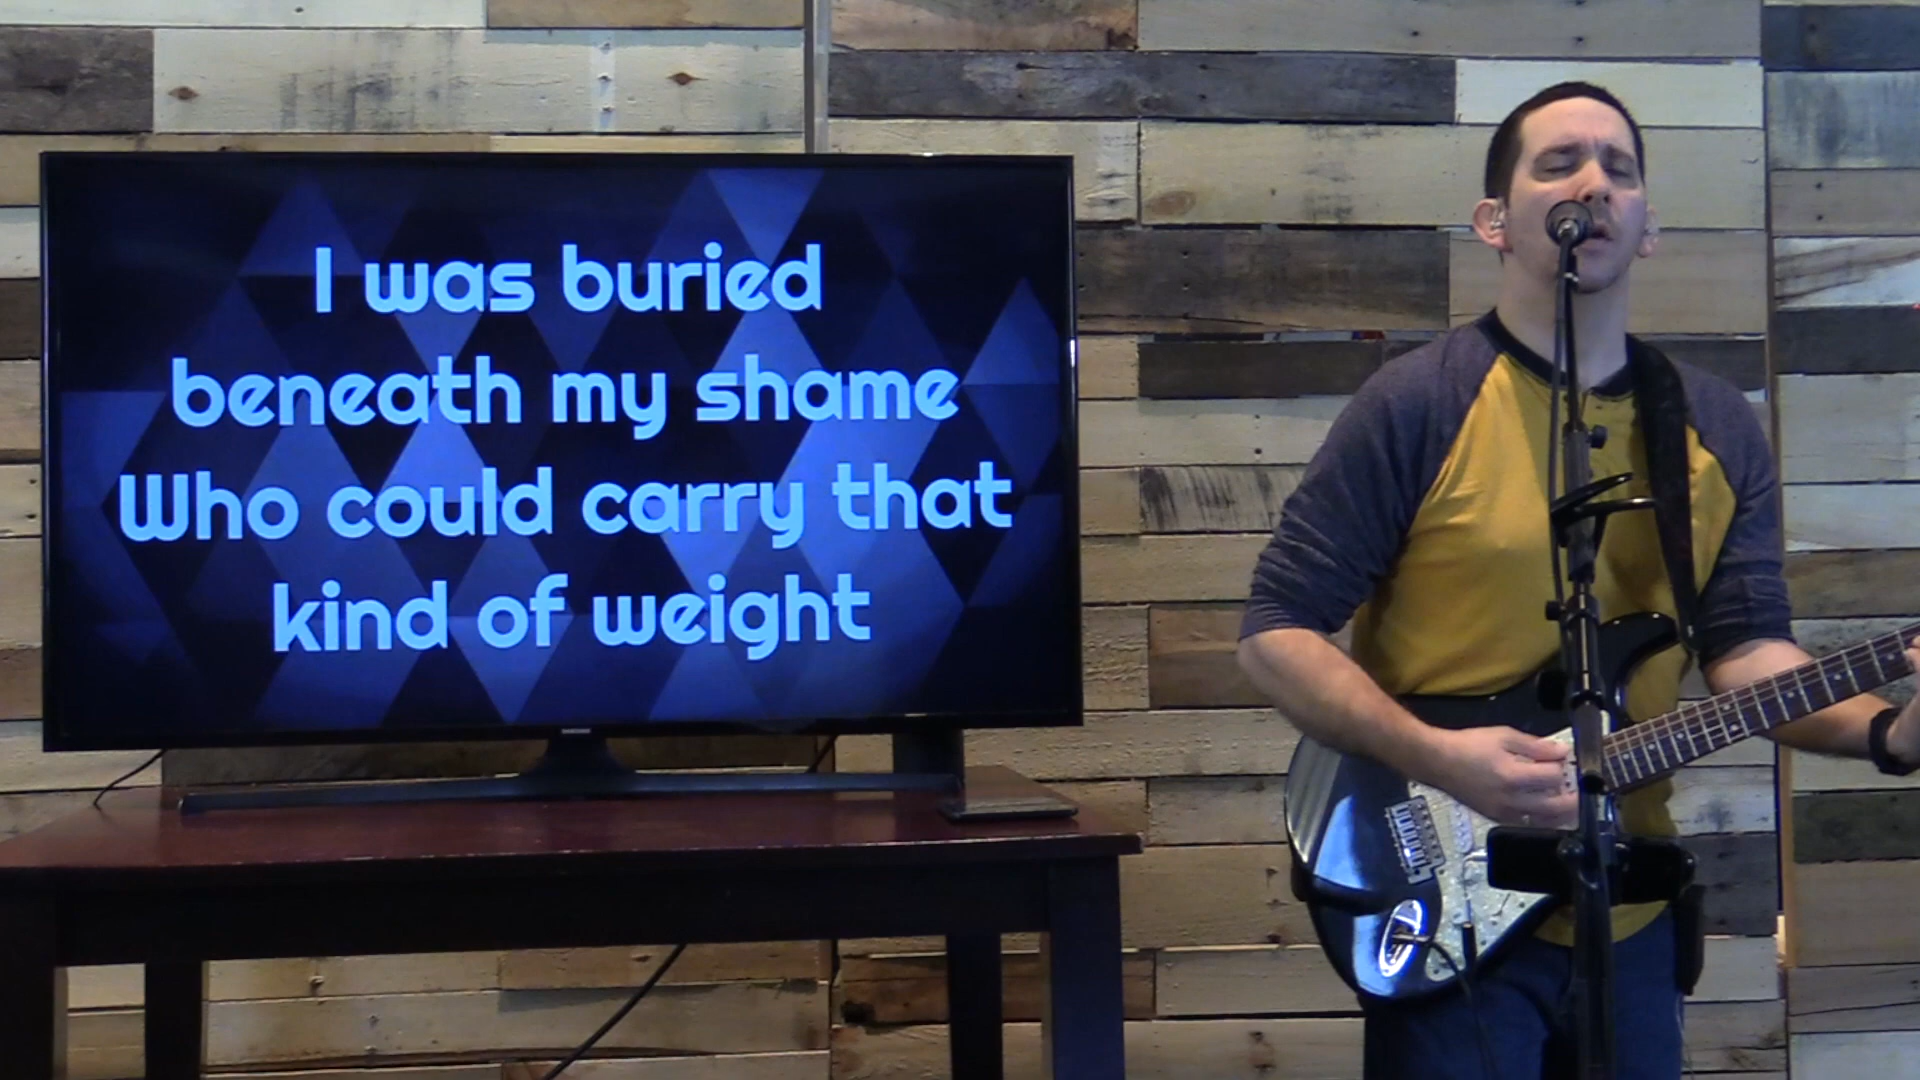 I was buried
beneath my shame
Who could carry that
kind of weight